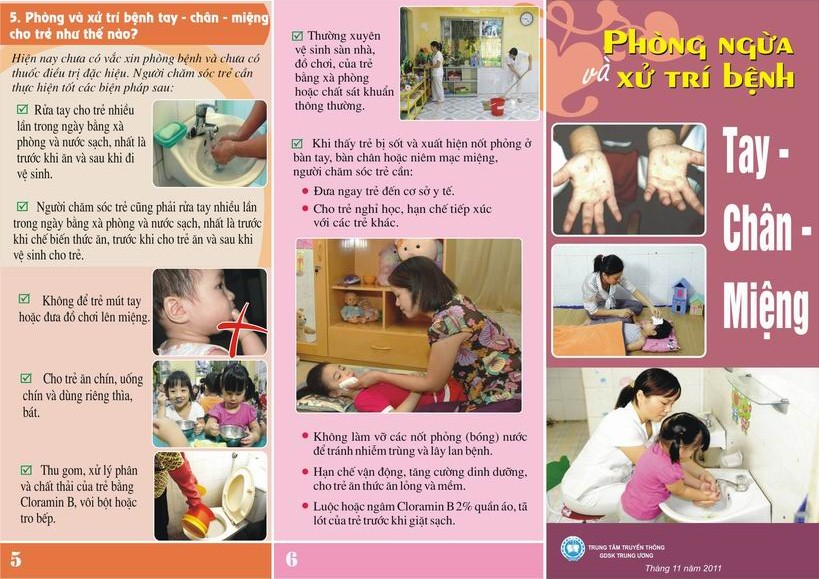 5. Phòng và xử trí bệnh tay - chân - miệng
cho trẻ như thế nào?
Hiện nay chưa có vắc xin phòng bệnh và chưa có
thuốc điều trị đặc hiệu. Người chăm sóc trẻ cần
thực hiện tốt các biện pháp sau:
Rửa tay cho trẻ nhiều
lần trong ngày bằng xà
phòng và nước sạch, nhất là
trước khi ăn và sau khi đi
vệ sinh.
Người chăm sóc trẻ cũng phải rửa tay nhiều lần
trong ngày bằng xà phòng và nước sạch, nhất là trước
khi chế biến thức ăn, trước khi cho trẻ ăn và sau khi
vệ sinh cho trẻ.
Không để trẻ mút tay
hoặc đưa đồ chơi lên miệng.
Cho trẻ ăn chín, uống
chín và dùng riêng thìa,
bát.
Thu gom, xử lý phân
và chất thải của trẻ bằng
Cloramin B, vôi bột hoặc
tro bếp.
5
Thường xuyên
vệ sinh sàn nhà,
đồ chơi, của trẻ
bằng xà phòng
hoặc chất sát khuẩn
thông thường.
Khi thấy trẻ bị sốt và xuất hiện nốt phỏng ở
bàn tay, bàn chân hoặc niêm mạc miệng,
người chăm sóc trẻ cần:
• Đưa ngay trẻ đến cơ sở y tế.
• Cho trẻ nghỉ học, hạn chế tiếp xúc
với các trẻ khác.
• Không làm vỡ các nốt phỏng (bóng) nước
để tránh nhiễm trùng và lây lan bệnh.
• Hạn chế vận động, tăng cường dinh dưỡng,
cho trẻ ăn thức ăn lỏng và mềm.
• Luộc hoặc ngâm Cloramin B 2% quần áo, tã
lót của trẻ trước khi giặt sạch.
6
Phòng ngừa
và xử trí bệnh
Tay -
Chân -
Miệng
TRUNG TÂM TRUYỀN THÔNG
GDSK TRUNG ƯƠNG
Tháng 11 năm 2011